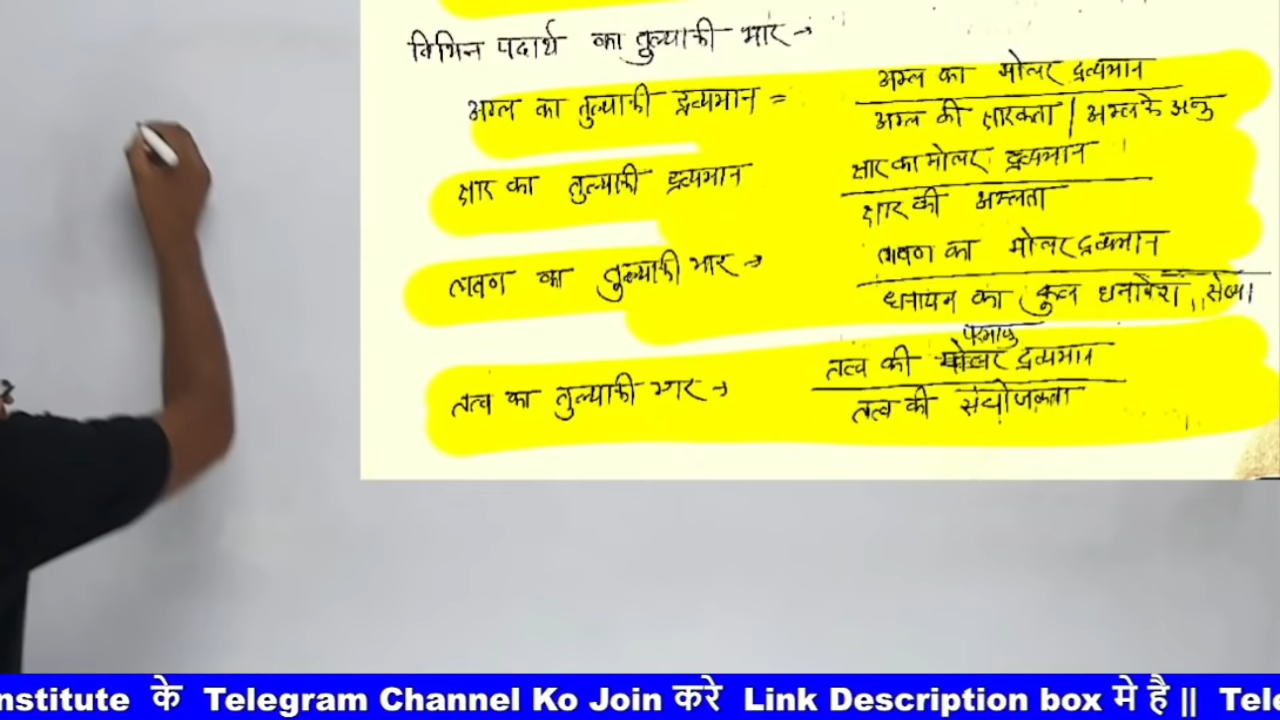 विभिन्न पदार्थ का तुल्यांकी भार →
अम्ल का तुल्यांकी द्रव्यमान = अम्ल का मोलर द्रव्यमान
अम्ल की क्षारकता / अम्ल के अणु
क्षार का तुल्यांकी द्रव्यमान क्षार का मोलर द्रव्यमान
क्षार की अम्लता
लवण का तुल्यांकी भार → लवण का मोलर द्रव्यमान
धनायन का कुल धनावेश संख्या
परमाणु
तत्व का तुल्यांकी भार → तत्व की मोलर द्रव्यमान
तत्व की संयोजकता
nstitute के Telegram Channel Ko Join करे Link Description box मे है || Tele